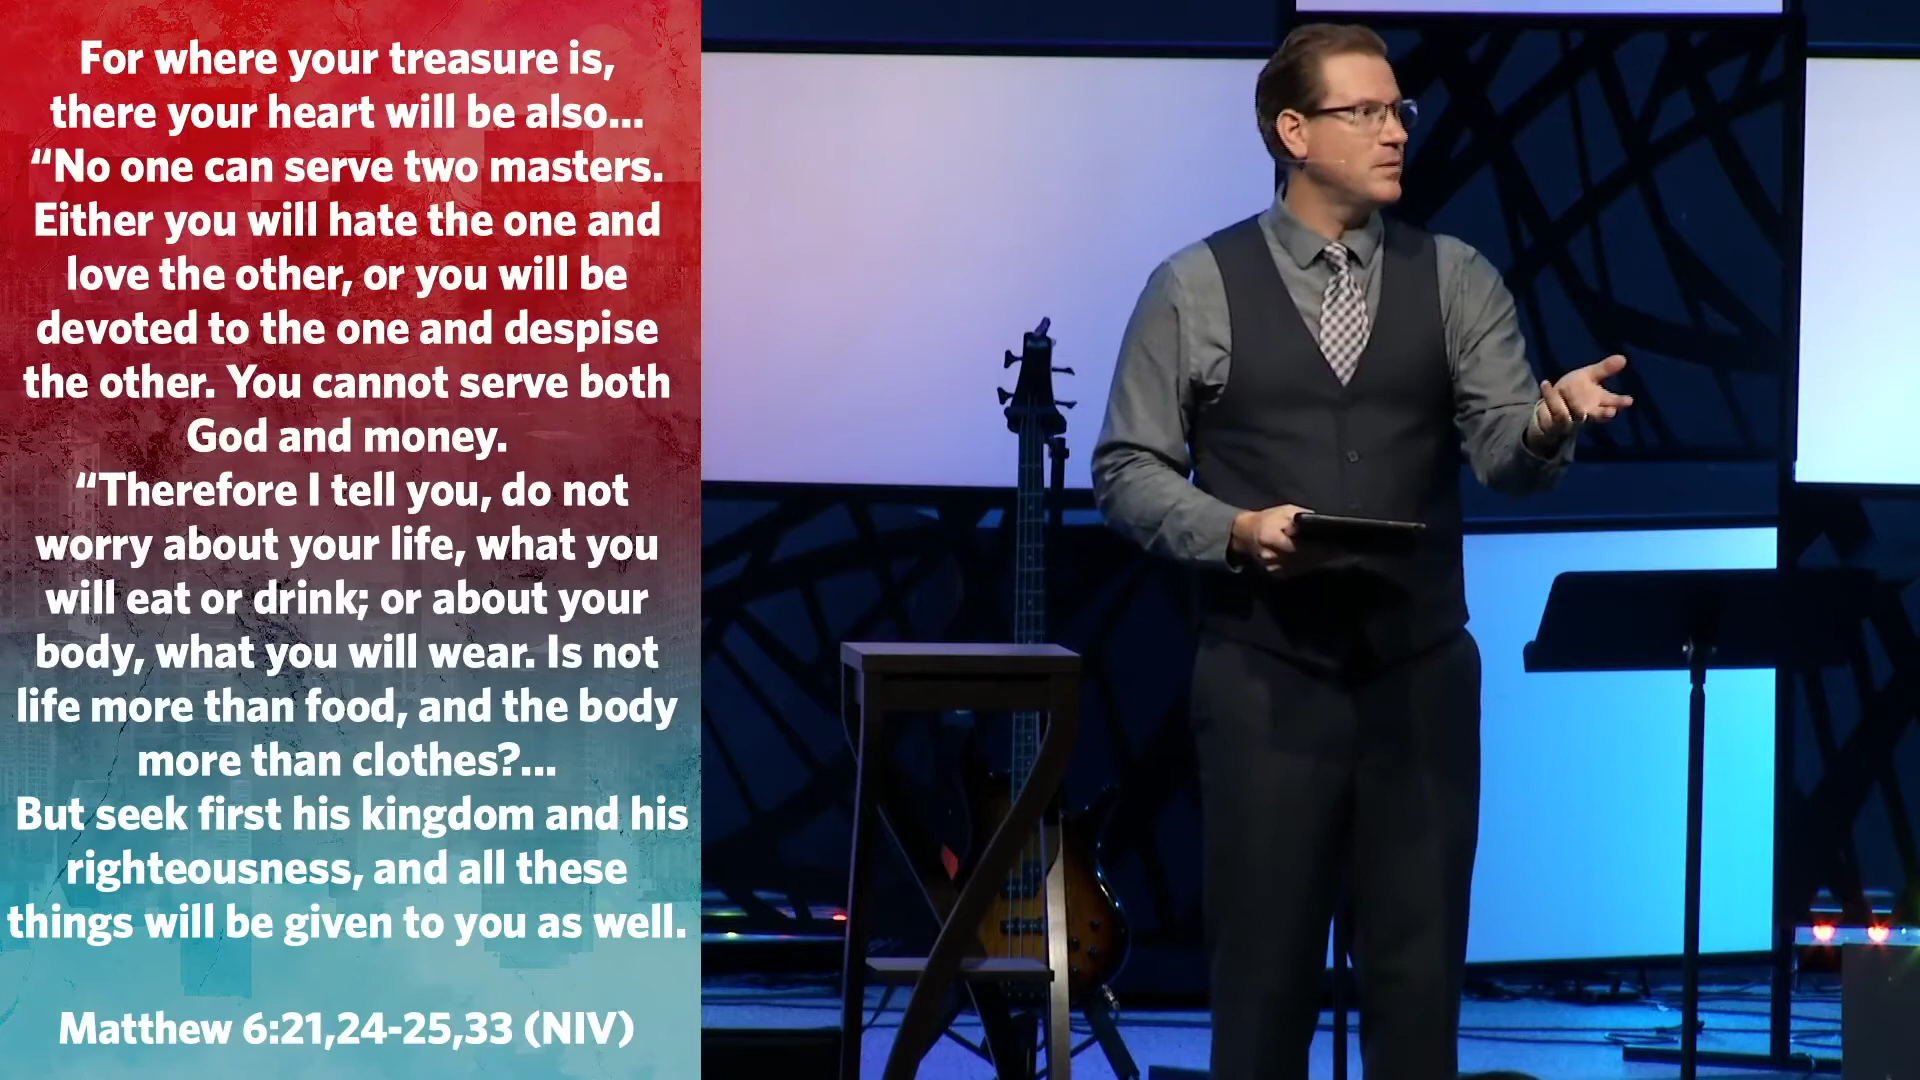 For where your treasure is,
there your heart will be also...
“No one can serve two masters.
Either you will hate the one and
love the other, or you will be
devoted to the one and despise
the other. You cannot serve both
God and money.
“Therefore I tell you, do not
worry about your life, what you
will eat or drink; or about your
body, what you will wear. Is not
life more than food, and the body
more than clothes?...
But seek first his kingdom and his
righteousness, and all these
things will be given to you as well.
Matthew 6:21,24-25,33 (NIV)